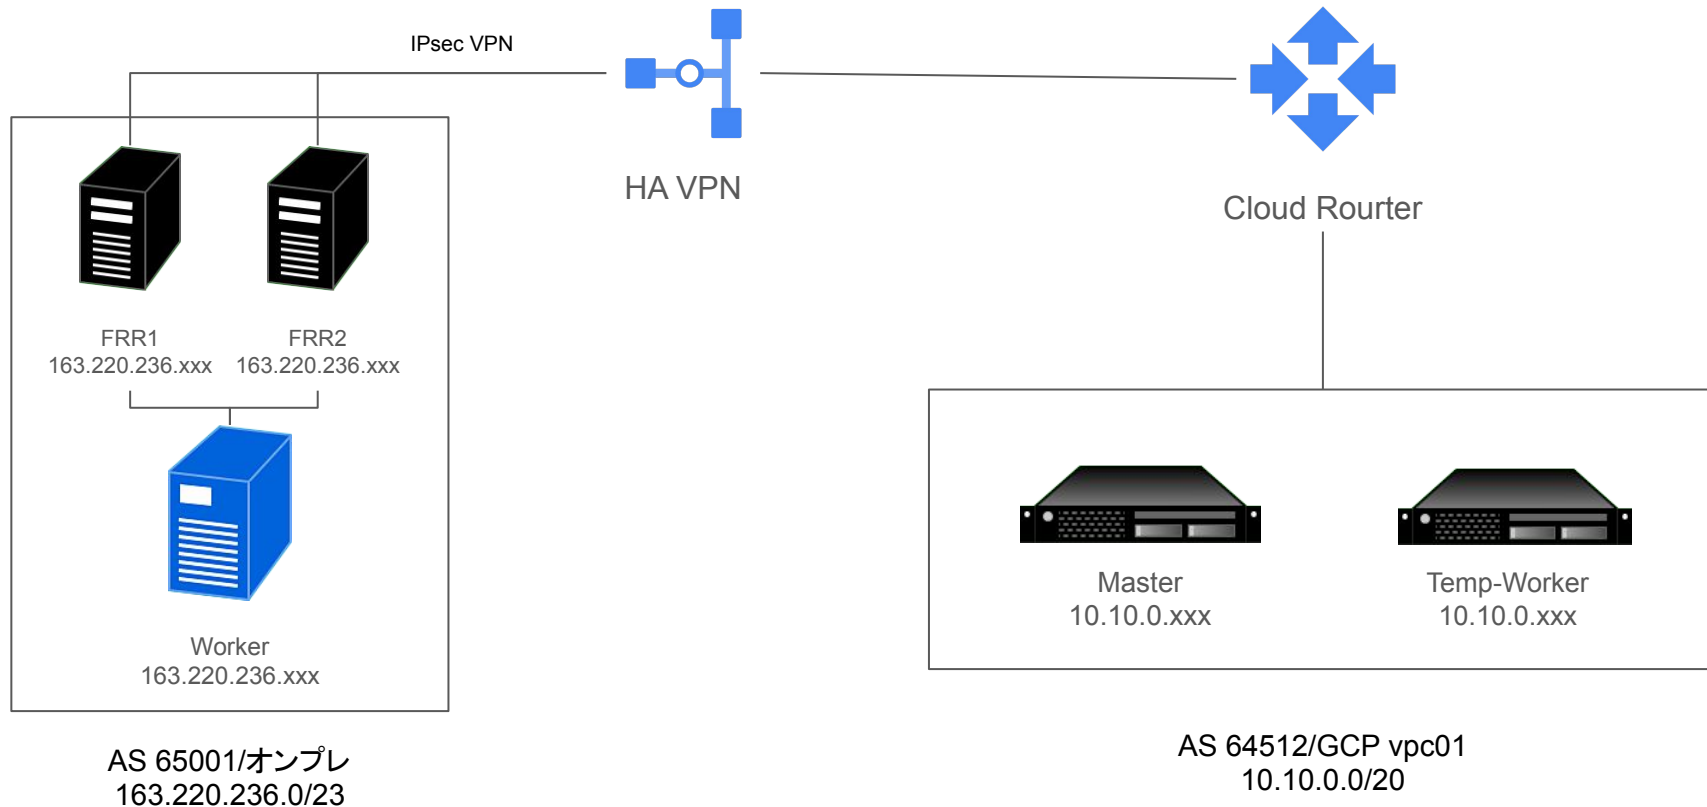 IPsec VPN
HA VPN
Cloud Rourter
FRR1
163.220.236.xxx
FRR2
163.220.236.xxx
Worker
163.220.236.xxx
Master
10.10.0.xxx
Temp-Worker
10.10.0.xxx
AS 65001/オンプレ
163.220.236.0/23
AS 64512/GCP vpc01
10.10.0.0/20